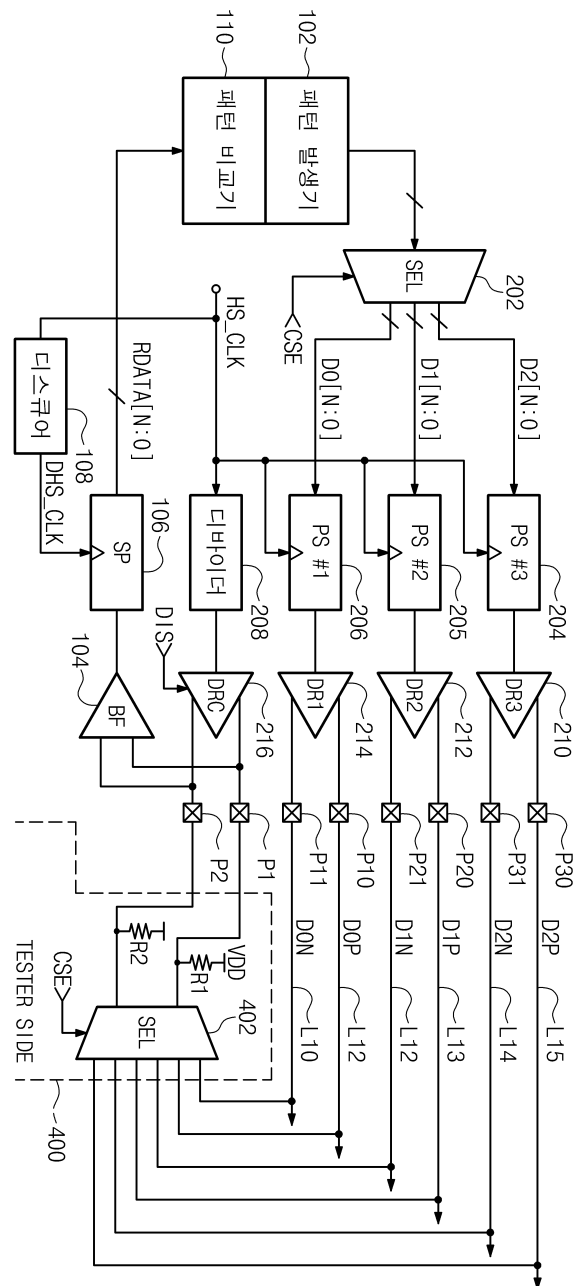 110
102
패턴 비교기
패턴 발생기
SEL
202
CSE
HS_CLK
D0[N:0]
D1[N:0]
D2[N:0]
RDATA[N:0]
디스큐어
108
DHS_CLK
SP
106
디바이더
208
PS #1
206
PS #2
205
PS #3
204
DIS
104
BF
DRC
216
DR1
214
DR2
212
DR3
210
P2
P1
P11
P10
P21
P20
P31
P30
D0N
D0P
D1N
D1P
D2N
D2P
R2
VDD
R1
L10
L12
L12
L13
L14
L15
CSE
SEL
402
TESTER SIDE
400